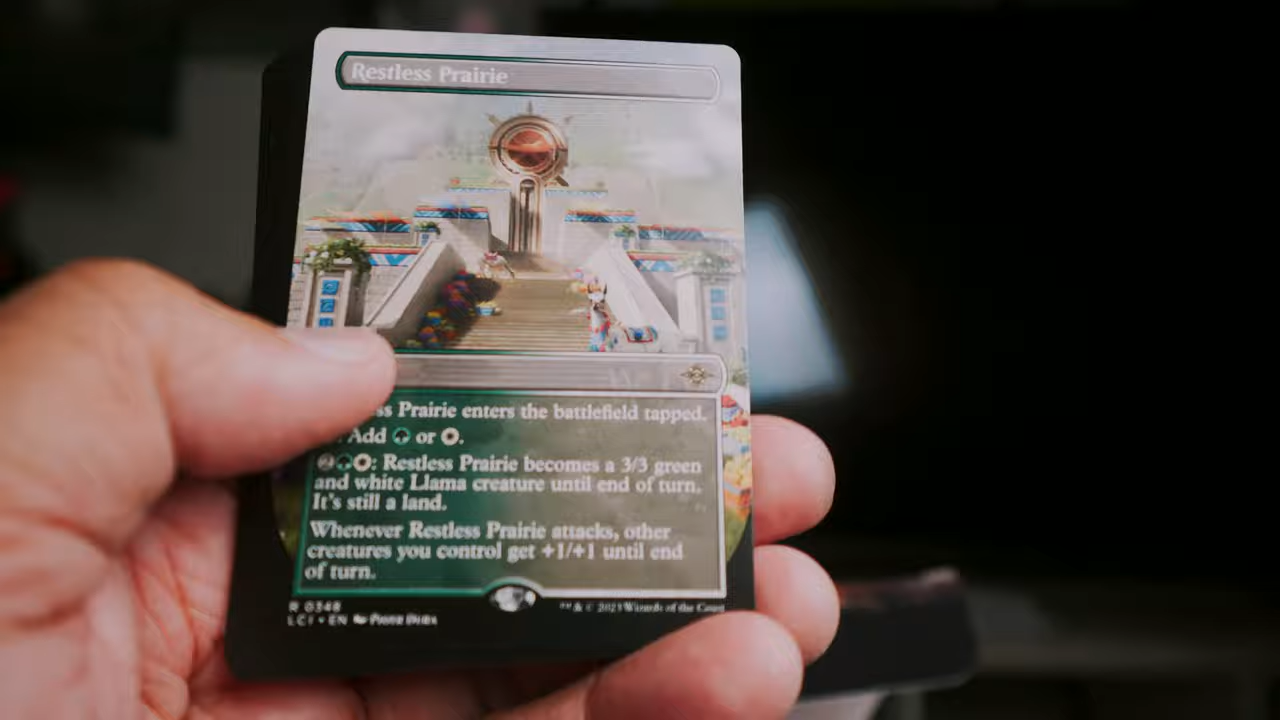 Restless Prairie
ss Prairie enters the battlefield tapped.
Add or .
2 : Restless Prairie becomes a 3/3 green
and white Llama creature until end of turn.
It's still a land.
Whenever Restless Prairie attacks, other
creatures you control get +1/+1 until end
of turn.
R 0348
™ & © 2023 Wizards of the Coast
LCI • EN